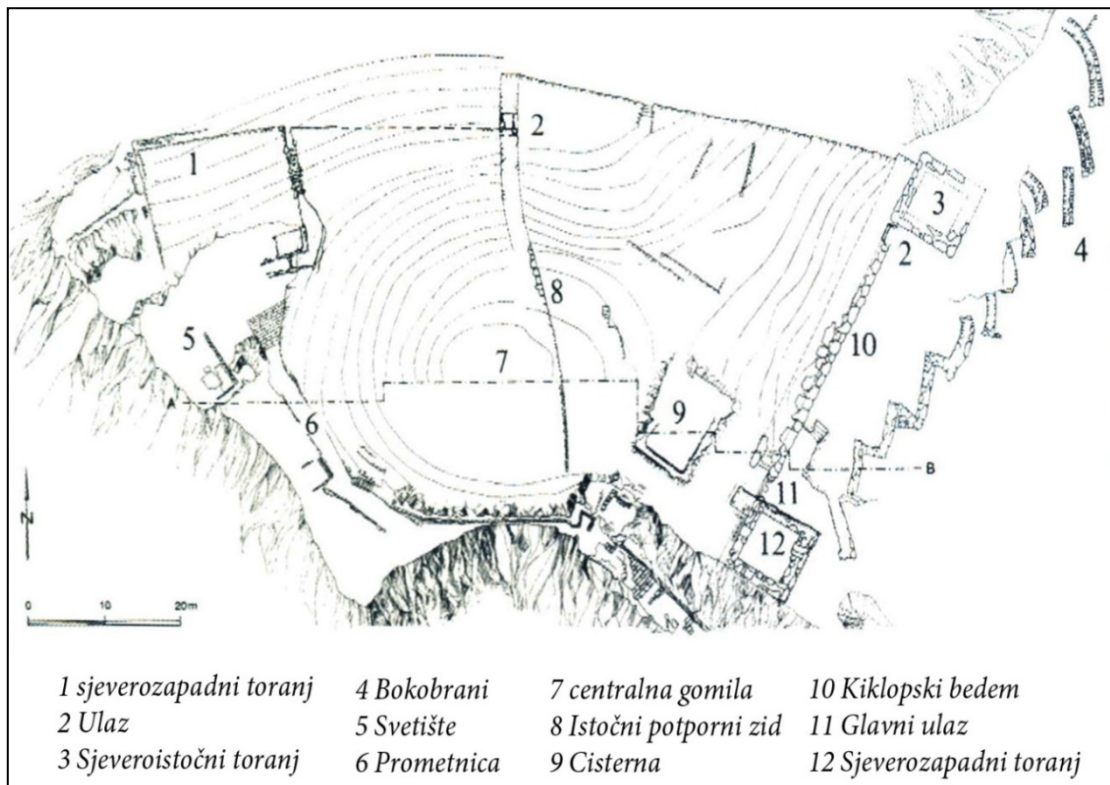 2
1
3
4
2
8
5
10
7
A
9
6
B
11
N
12
0 10 20m
1 sjeverozapadni toranj
2 Ulaz
3 Sjeveroistočni toranj
4 Bokobrani
5 Svetište
6 Prometnica
7 centralna gomila
8 Istočni potporni zid
9 Cisterna
10 Kiklopski bedem
11 Glavni ulaz
12 Sjeverozapadni toranj